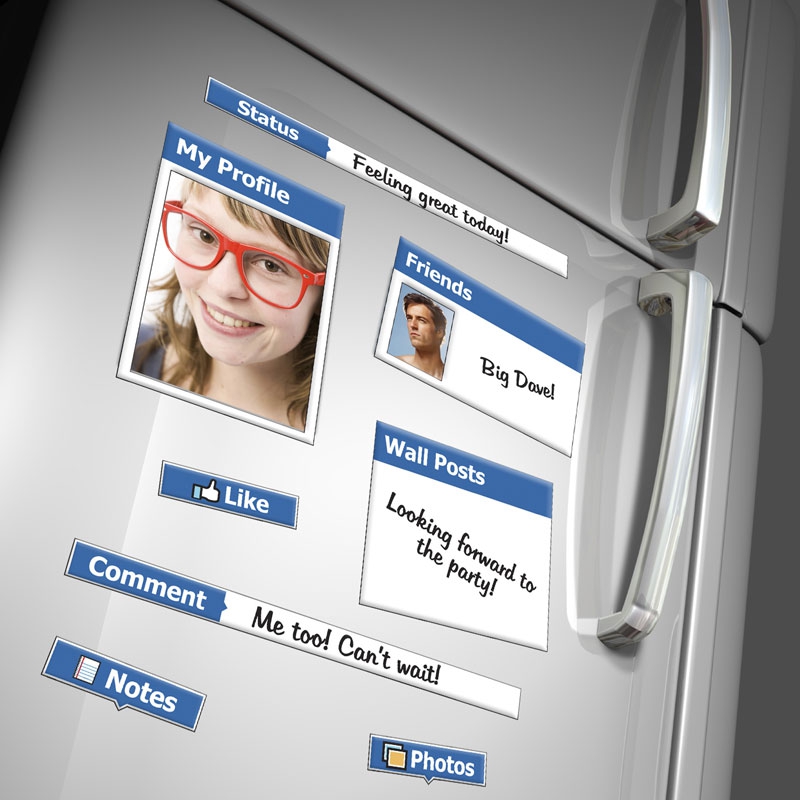 Status
Feeling great today!
My Profile
Friends
Big Dave!
Wall Posts
Looking forward to
the party!
Like
Comment
Me too! Can't wait!
Notes
Photos